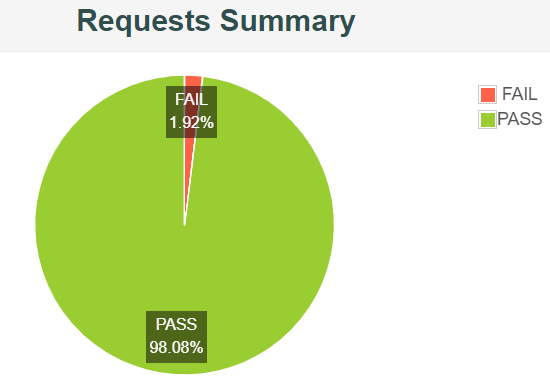 Requests Summary
FAIL
1.92%
FAIL
PASS
PASS
98.08%